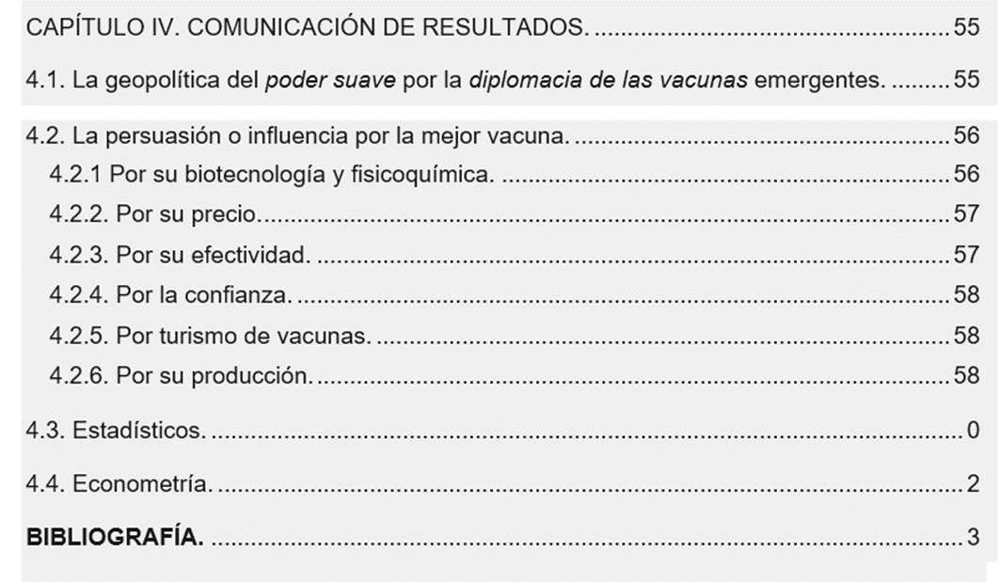 CAPÍTULO IV. COMUNICACIÓN DE RESULTADOS. ........................................................ 55
4.1. La geopolítica del poder suave por la diplomacia de las vacunas emergentes. ......... 55
4.2. La persuasión o influencia por la mejor vacuna. ........................................................... 56
4.2.1 Por su biotecnología y fisicoquímica. ...................................................................... 56
4.2.2. Por su precio. .......................................................................................................... 57
4.2.3. Por su efectividad. ................................................................................................... 57
4.2.4. Por la confianza. ...................................................................................................... 58
4.2.5. Por turismo de vacunas. .......................................................................................... 58
4.2.6. Por su producción. ................................................................................................... 58
4.3. Estadísticos. .................................................................................................................... 0
4.4. Econometría. ................................................................................................................... 2
BIBLIOGRAFÍA. .................................................................................................................... 3